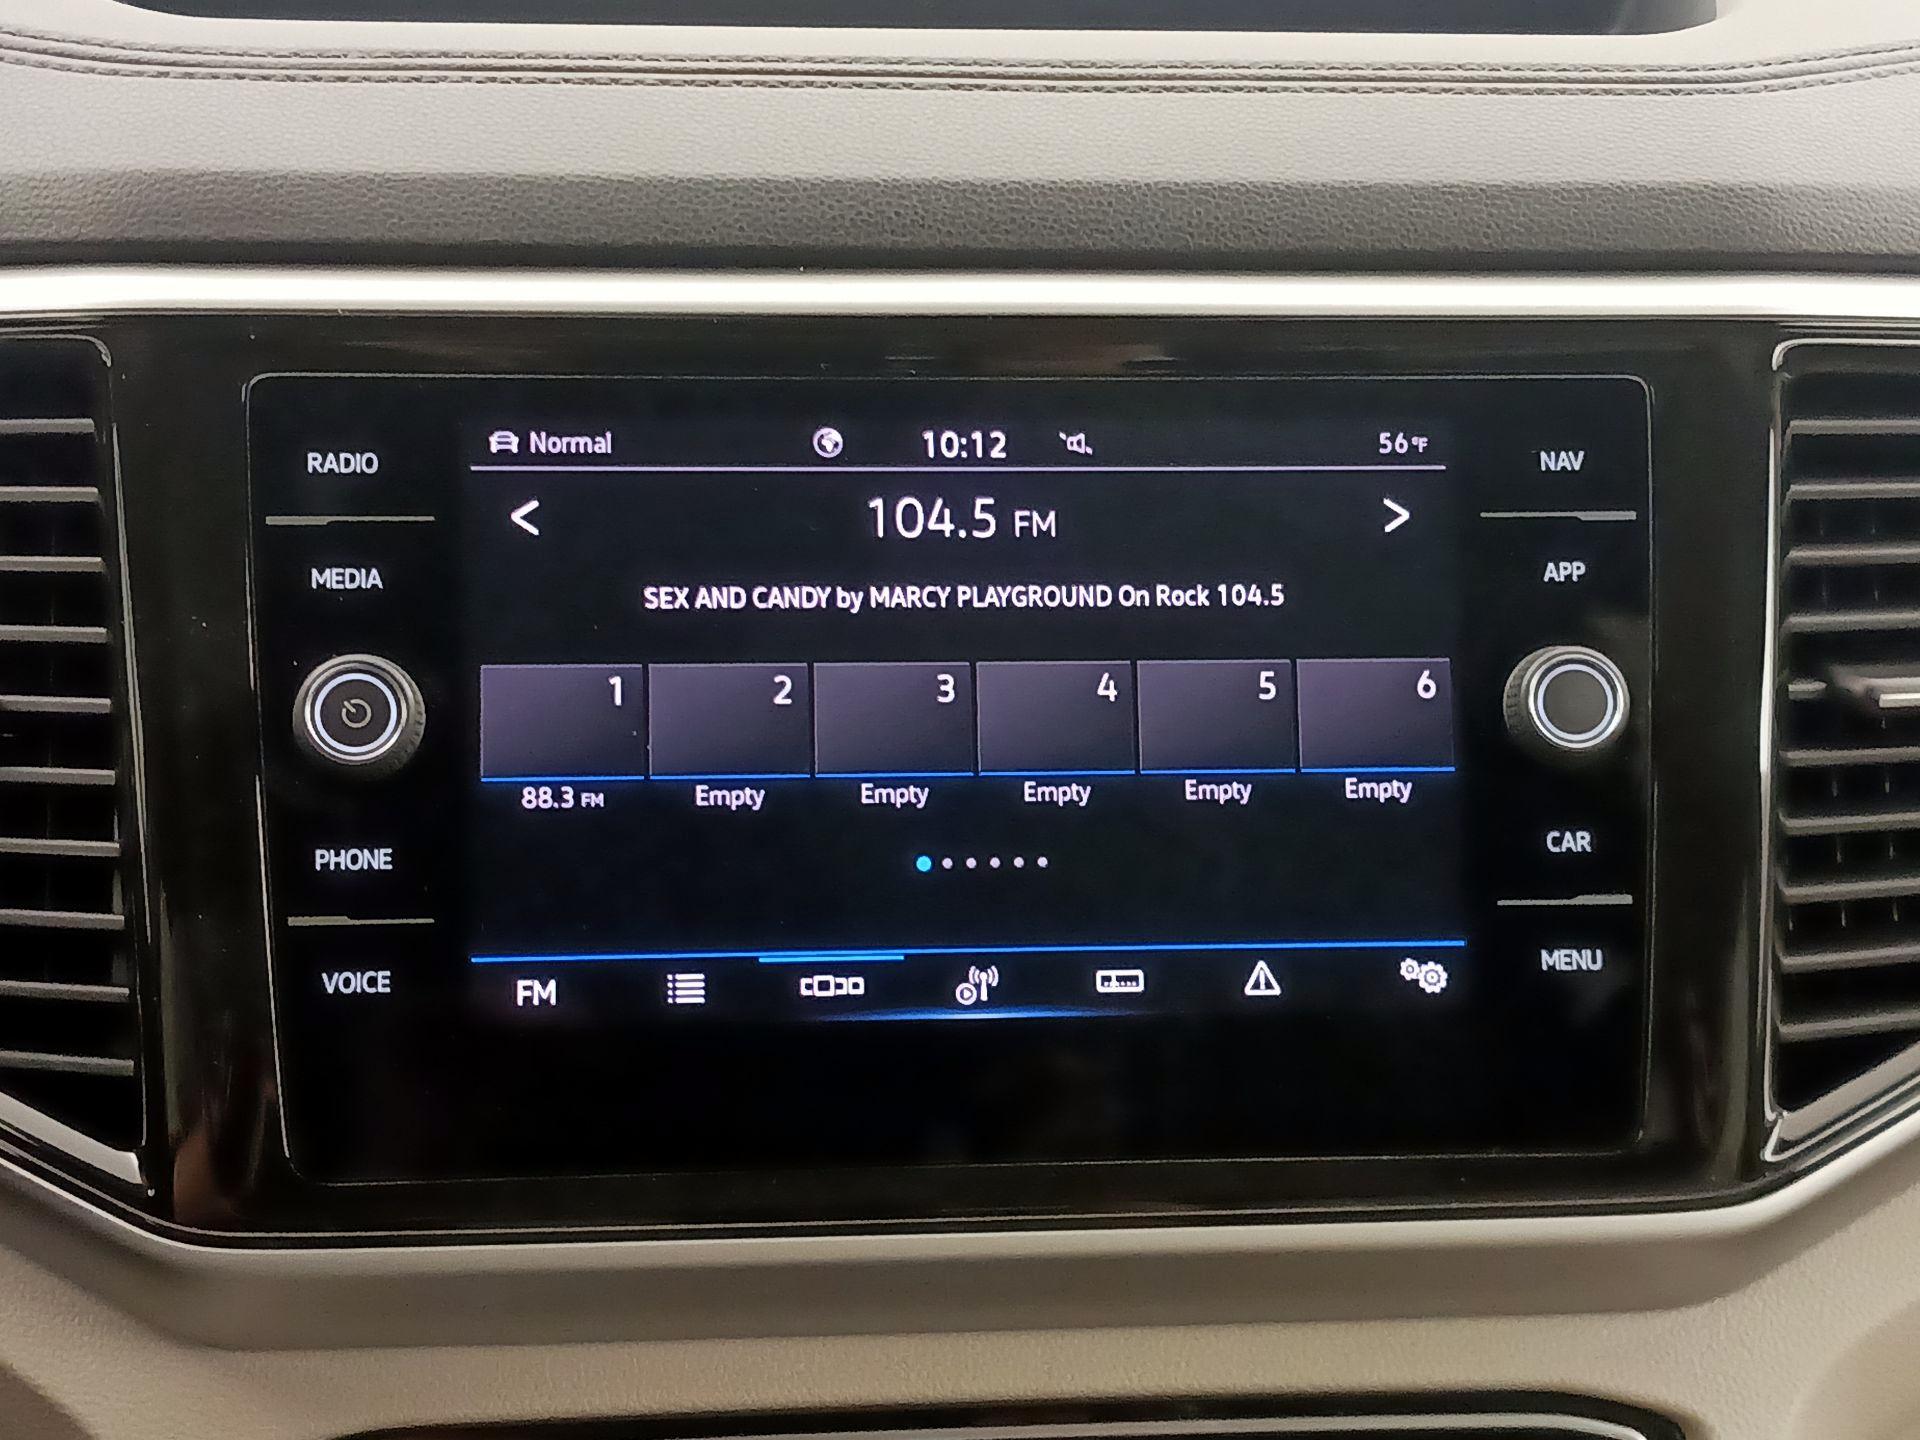 RADIO
MEDIA
PHONE
VOICE
Normal 10:12 56°F
< 104.5 FM >
SEX AND CANDY by MARCY PLAYGROUND On Rock 104.5
1 2 3 4 5 6
88.3 FM Empty Empty Empty Empty Empty
FM
NAV
APP
CAR
MENU